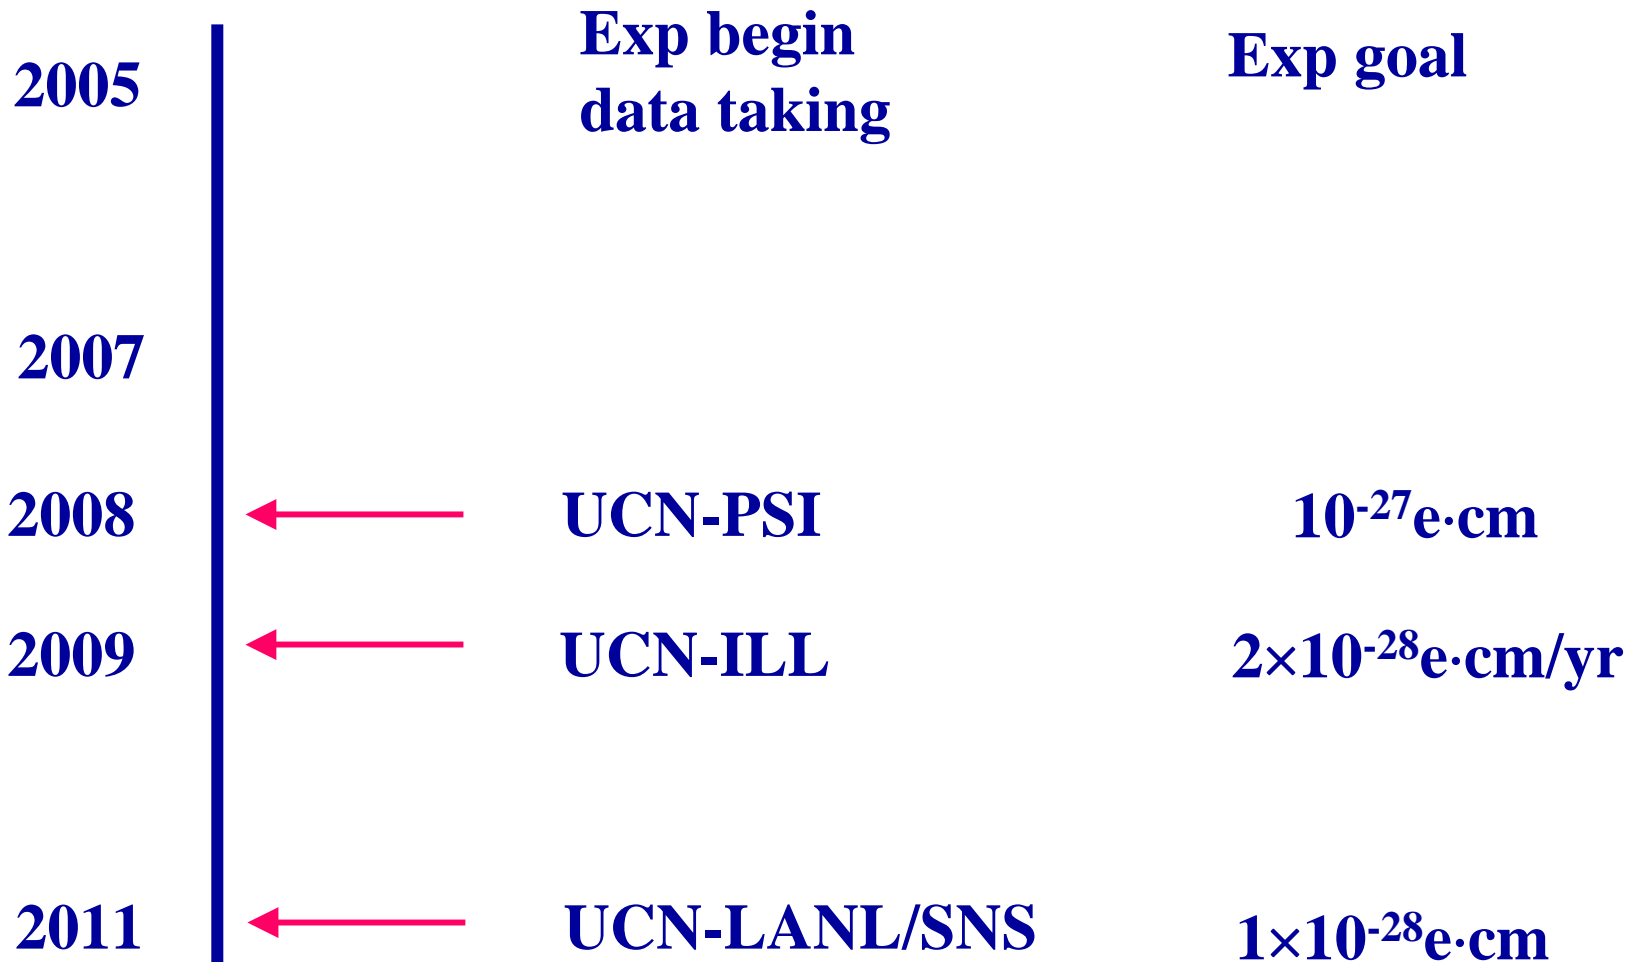 Exp begin
data taking
Exp goal
2005
2007
2008 UCN-PSI 10⁻²⁷e·cm
2009 UCN-ILL 2×10⁻²⁸e·cm/yr
2011 UCN-LANL/SNS 1×10⁻²⁸e·cm